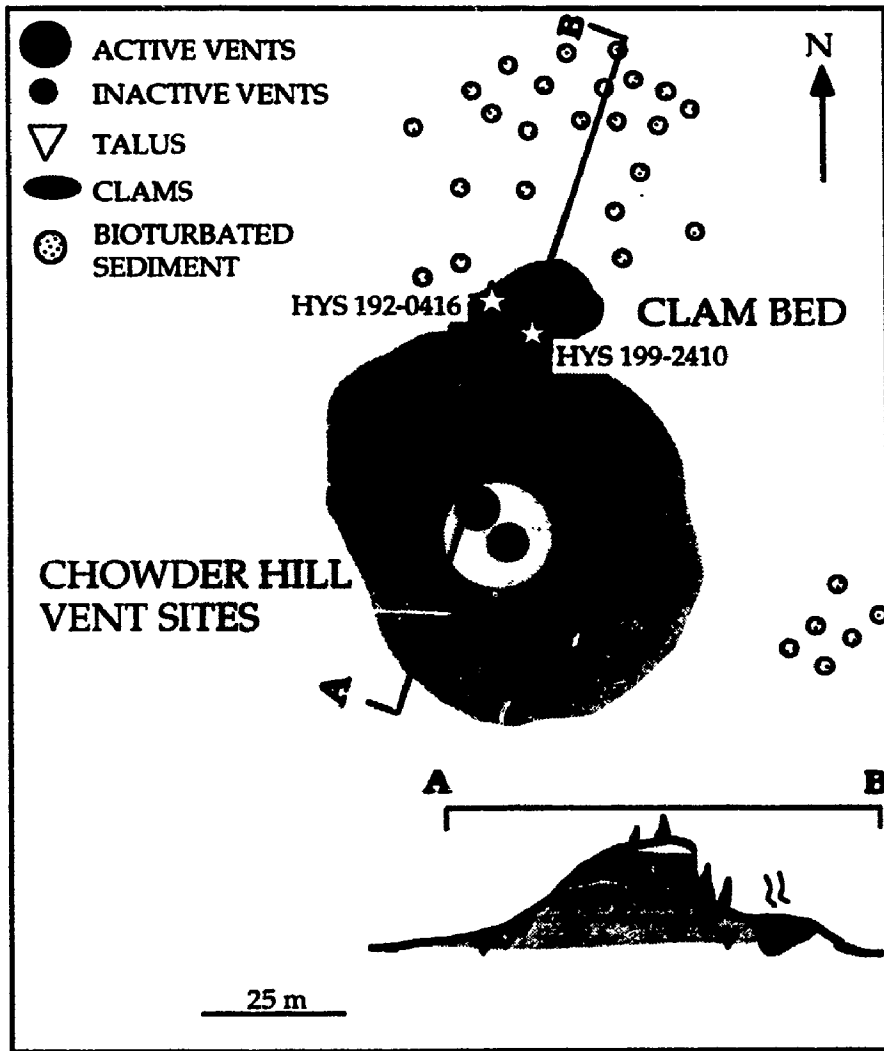 ACTIVE VENTS
INACTIVE VENTS
TALUS
CLAMS
BIOTURBATED
SEDIMENT
B
N
HYS 192-0416
CLAM BED
HYS 199-2410
CHOWDER HILL
VENT SITES
A
A
B
25 m